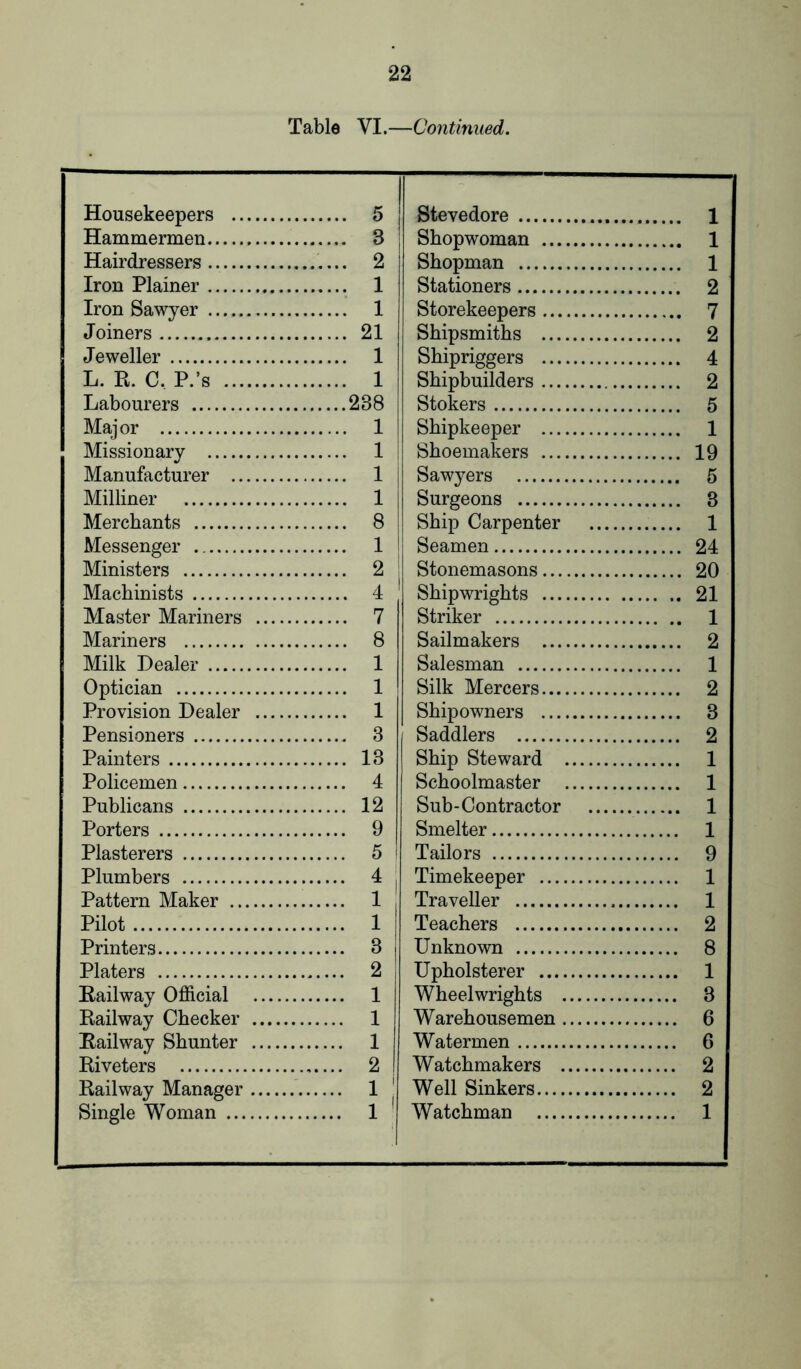 22
Table VI.—Continued.
Housekeepers ................ 5
Hammermen.................... 3
Hairdressers .................. 2
Iron Plainer .................. 1
Iron Sawyer .................. 1
Joiners ........................ 21
Jeweller ...................... 1
L. R. C. P.’s ................ 1
Labourers ....................238
Major ........................ 1
Missionary .................. 1
Manufacturer ................ 1
Milliner ...................... 1
Merchants .................... 8
Messenger .................... 1
Ministers .................... 2
Machinists .................... 4
Master Mariners ............ 7
Mariners .................... 8
Milk Dealer .................. 1
Optician ...................... 1
Provision Dealer ............ 1
Pensioners .................... 3
Painters ...................... 13
Policemen .................... 4
Publicans .................... 12
Porters ...................... 9
Plasterers .................... 5
Plumbers .................... 4
Pattern Maker .............. 1
Pilot .......................... 1
Printers........................ 3
Platers ...................... 2
Railway Official ............ 1
Railway Checker ............ 1
Railway Shunter ............ 1
Riveters .................... 2
Railway Manager ............ 1
Single Woman .............. 1
Stevedore .................... 1
Shopwoman .................. 1
Shopman .................... 1
Stationers .................... 2
Storekeepers .................. 7
Shipsmiths .................. 2
Shipriggers .................. 4
Shipbuilders .................. 2
Stokers ........................ 5
Shipkeeper .................. 1
Shoemakers .................. 19
Sawyers ...................... 5
Surgeons .................... 3
Ship Carpenter ............ 1
Seamen ........................ 24
Stonemasons .................. 20
Shipwrights .................. 21
Striker ...................... 1
Sailmakers .................. 2
Salesman .................... 1
Silk Mercers.................. 2
Shipowners .................. 3
Saddlers .................... 2
Ship Steward ................ 1
Schoolmaster ................ 1
Sub-Contractor ............ 1
Smelter ........................ 1
Tailors ...................... 9
Timekeeper .................. 1
Traveller .................... 1
Teachers .................... 2
Unknown .................... 8
Upholsterer .................. 1
Wheelwrights ................ 3
Warehousemen ................ 6
Watermen .................... 6
Watchmakers ................ 2
Well Sinkers.................. 2
Watchman .................. 1